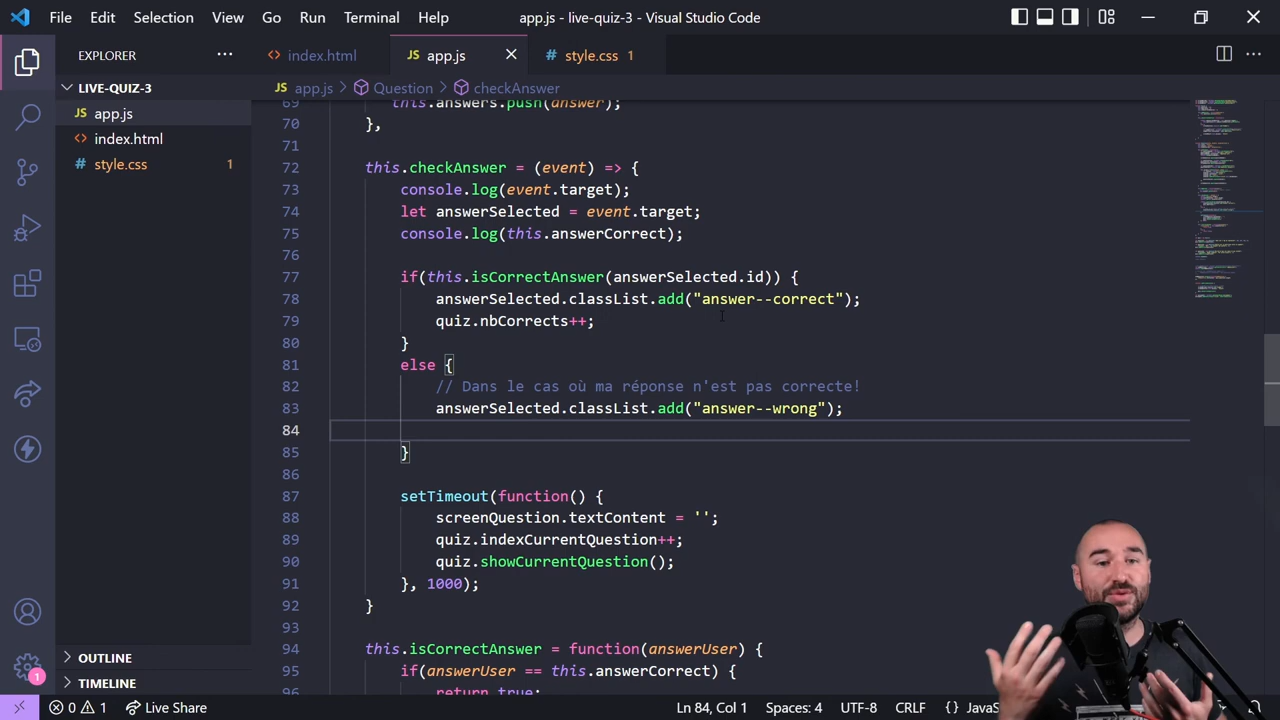 File Edit Selection View Go Run Terminal Help app.js - live-quiz-3 - Visual Studio Code
EXPLORER ···
index.html
JS app.js
# style.css 1
LIVE-QUIZ-3
JS app.js
index.html
# style.css 1
JS app.js > Question > checkAnswer
69 this.answers.push(answer);
70 },
71
72 this.checkAnswer = (event) => {
73 console.log(event.target);
74 let answerSelected = event.target;
75 console.log(this.answerCorrect);
76
77 if(this.isCorrectAnswer(answerSelected.id)) {
78 answerSelected.classList.add("answer--correct");
79 quiz.nbCorrects++;
80 }
81 else {
82 // Dans le cas où ma réponse n'est pas correcte!
83 answerSelected.classList.add("answer--wrong");
84
85 }
86
87 setTimeout(function() {
88 screenQuestion.textContent = '';
89 quiz.indexCurrentQuestion++;
90 quiz.showCurrentQuestion();
91 }, 1000);
92 }
93
94 this.isCorrectAnswer = function(answerUser) {
95 if(answerUser == this.answerCorrect) {
96 return true;
OUTLINE
TIMELINE
1
0 1 Live Share Ln 84, Col 1 Spaces: 4 UTF-8 CRLF {}